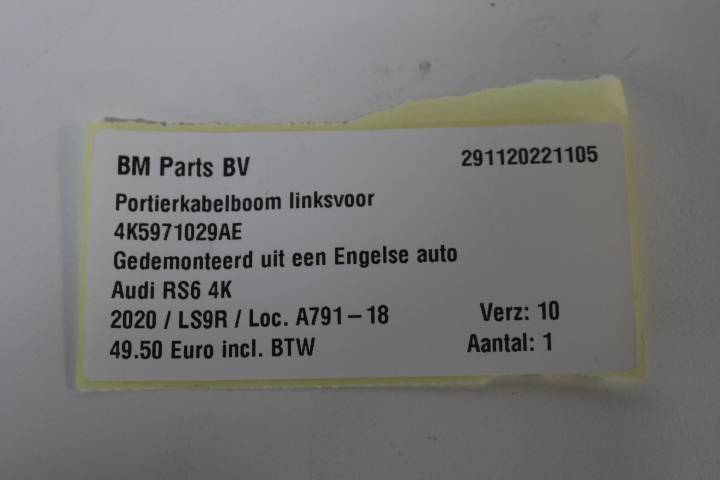 BM Parts BV 291120221105
Portierkabelboom linksvoor
4K5971029AE
Gedemonteerd uit een Engelse auto
Audi RS6 4K
2020 / LS9R / Loc. A791-18 Verz: 10
49.50 Euro incl. BTW Aantal: 1